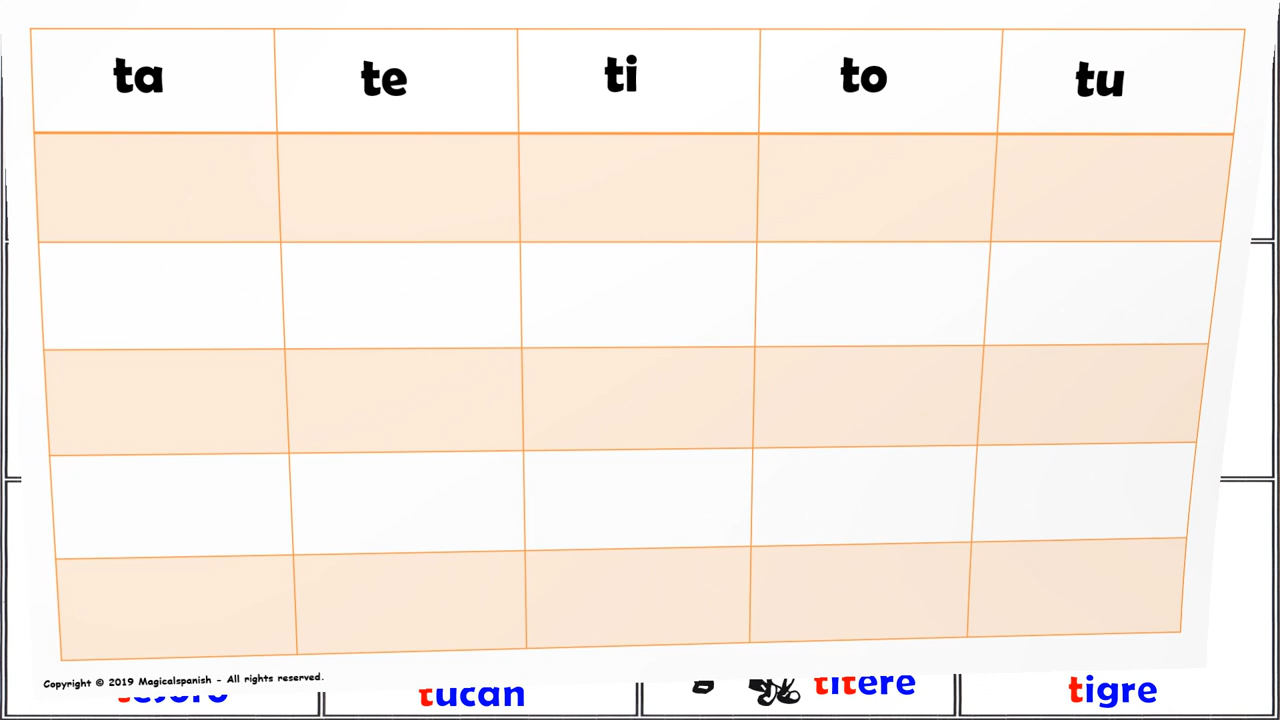 ta te ti to tu
Copyright © 2019 Magicalspanish - All rights reserved.
tucan titere tigre